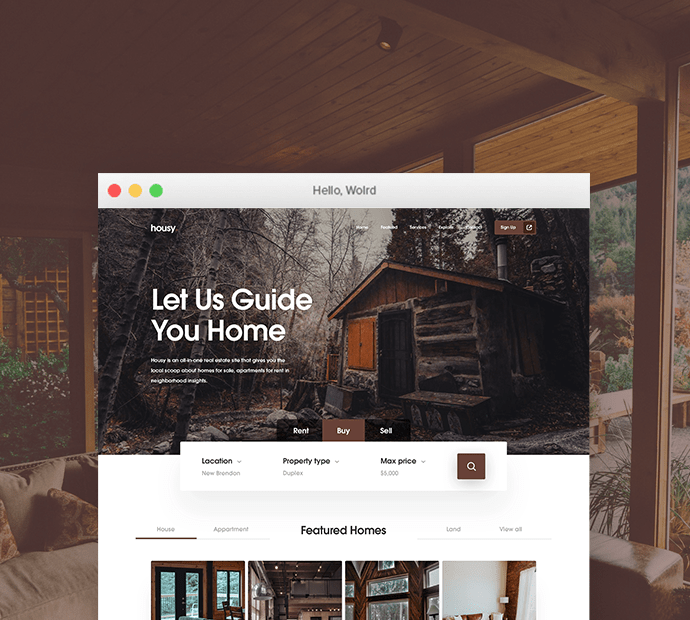 Hello, Wolrd
housy
Home Featured Services Explore Contact Sign Up
Let Us Guide
You Home
Housy is an all-in-one real estate site that gives you the
local scoop about homes for sale, apartments for rent in
neighborhood insights.
Rent Buy Sell
Location Property type Max price
New Brendon Duplex $5,000
House Appartment Featured Homes Land View all